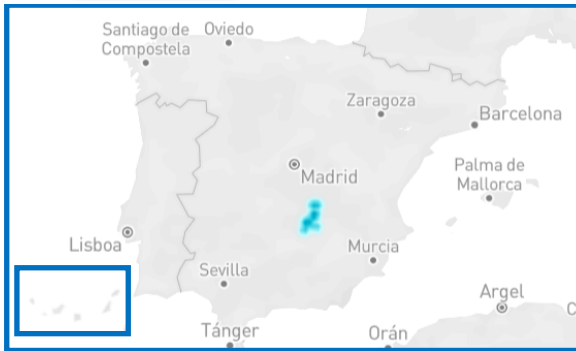 Santiago de
Compostela
Oviedo
Zaragoza
Barcelona
Madrid
Palma de
Mallorca
Lisboa
Murcia
Sevilla
Argel
Tánger
Orán
C